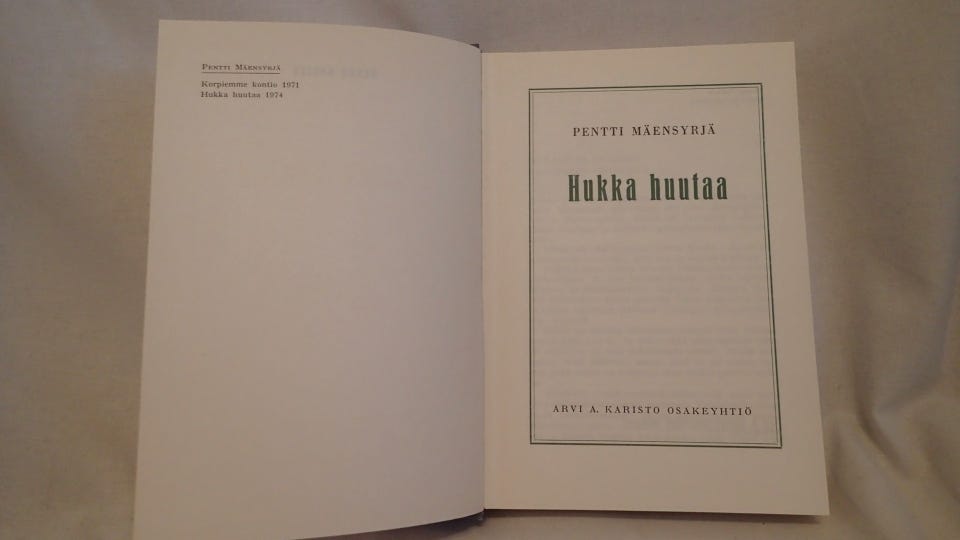 PENTTI MÄENSYRJÄ
Korpiemme kontio 1971
Hukka huutaa 1974
PENTTI MÄENSYRJÄ
Hukka huutaa
ARVI A. KARISTO OSAKEYHTIÖ